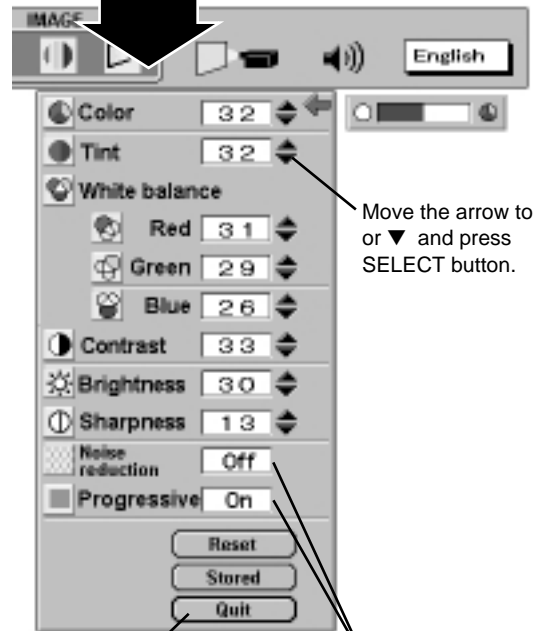 IMAGE
English
Color 32
Tint 32
White balance
Move the arrow to
or ▼ and press
SELECT button.
Red 31
Green 29
Blue 26
Contrast 33
Brightness 30
Sharpness 13
Noise
reduction Off
Progressive On
Reset
Stored
Quit